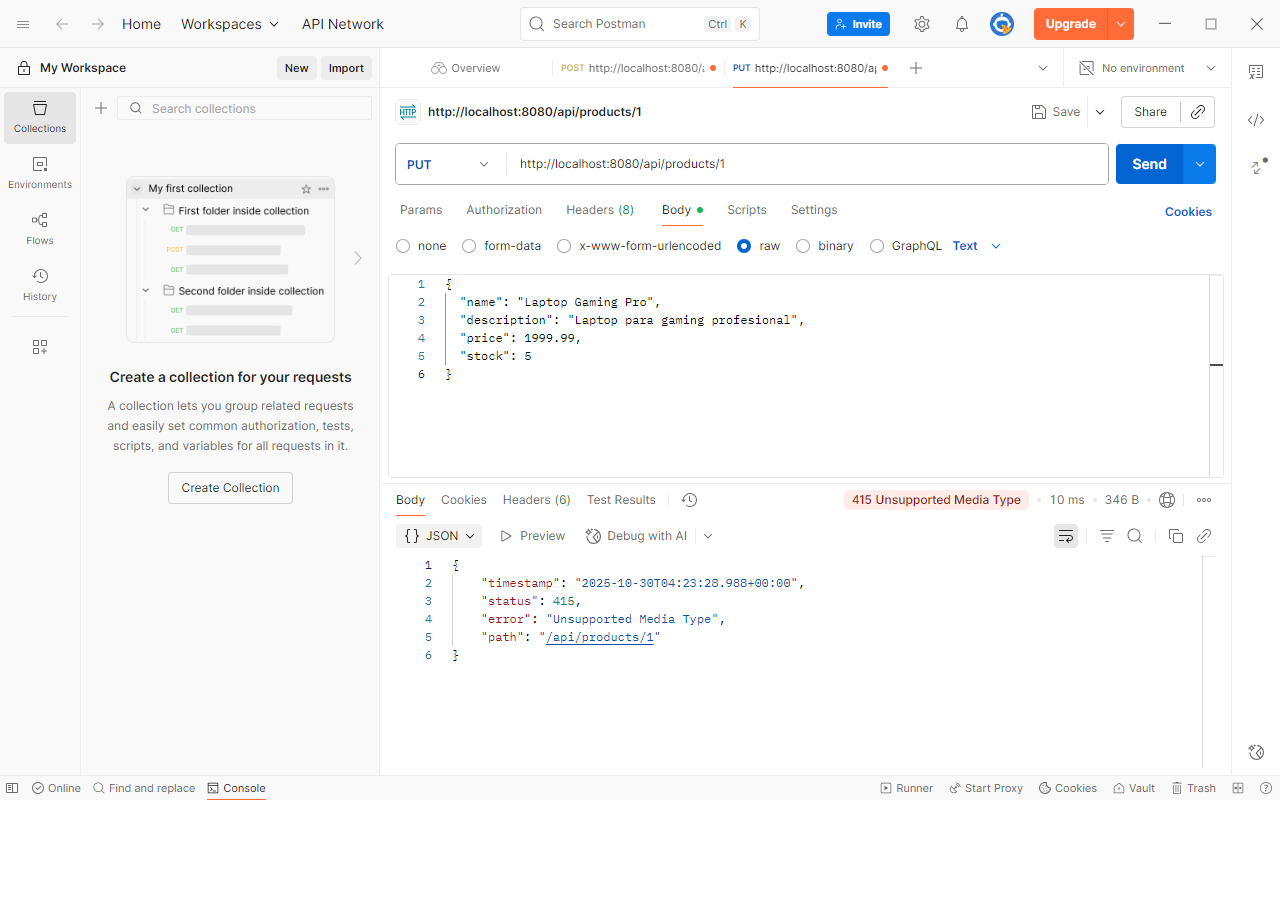 Home
Workspaces
API Network
Search Postman
Ctrl K
Invite
Upgrade
My Workspace
New
Import
Overview
POST http://localhost:8080/a
PUT http://localhost:8080/ap
No environment
Collections
Environments
Flows
History
Search collections
My first collection
First folder inside collection
GET
POST
GET
Second folder inside collection
GET
GET
Create a collection for your requests
A collection lets you group related requests
and easily set common authorization, tests,
scripts, and variables for all requests in it.
Create Collection
HTTP http://localhost:8080/api/products/1
Save
Share
PUT
http://localhost:8080/api/products/1
Send
Params
Authorization
Headers (8)
Body
Scripts
Settings
Cookies
none
form-data
x-www-form-urlencoded
raw
binary
GraphQL
Text
1 {
2 "name": "Laptop Gaming Pro",
3 "description": "Laptop para gaming profesional",
4 "price": 1999.99,
5 "stock": 5
6 }
Body
Cookies
Headers (6)
Test Results
415 Unsupported Media Type
10 ms
346 B
{} JSON
Preview
Debug with AI
1 {
2 "timestamp": "2025-10-30T04:23:28.988+00:00",
3 "status": 415,
4 "error": "Unsupported Media Type",
5 "path": "/api/products/1"
6 }
Online
Find and replace
Console
Runner
Start Proxy
Cookies
Vault
Trash